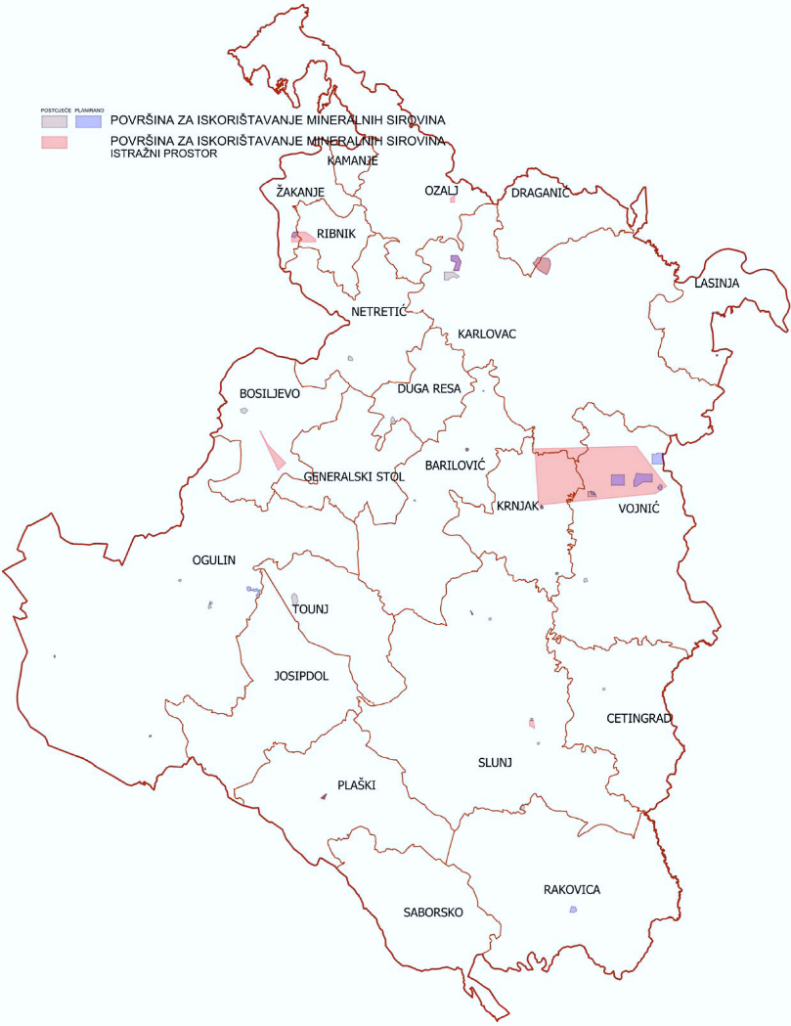 POSTOJEĆE PLANIRANO
POVRŠINA ZA ISKORIŠTAVANJE MINERALNIH SIROVINA
POVRŠINA ZA ISKORIŠTAVANJE MINERALNIH SIROVINA
ISTRAŽNI PROSTOR
KAMANJE
ŽAKANJE
OZALJ
DRAGANIĆ
RIBNIK
LASINJA
NETRETIĆ
KARLOVAC
BOSILJEVO
DUGA RESA
GENERALSKI STOL
BARILOVIĆ
KRNJAK
VOJNIĆ
OGULIN
TOUNJ
JOSIPDOL
CETINGRAD
SLUNJ
PLAŠKI
RAKOVICA
SABORSKO